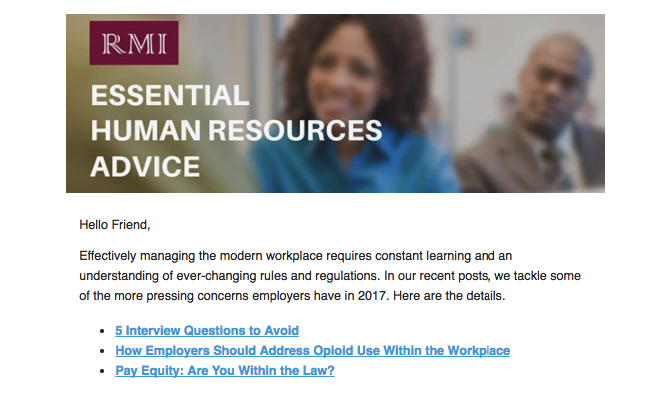 RMI
ESSENTIAL
HUMAN RESOURCES
ADVICE
Hello Friend,
Effectively managing the modern workplace requires constant learning and an
understanding of ever-changing rules and regulations. In our recent posts, we tackle some
of the more pressing concerns employers have in 2017. Here are the details.
• 5 Interview Questions to Avoid
• How Employers Should Address Opioid Use Within the Workplace
• Pay Equity: Are You Within the Law?